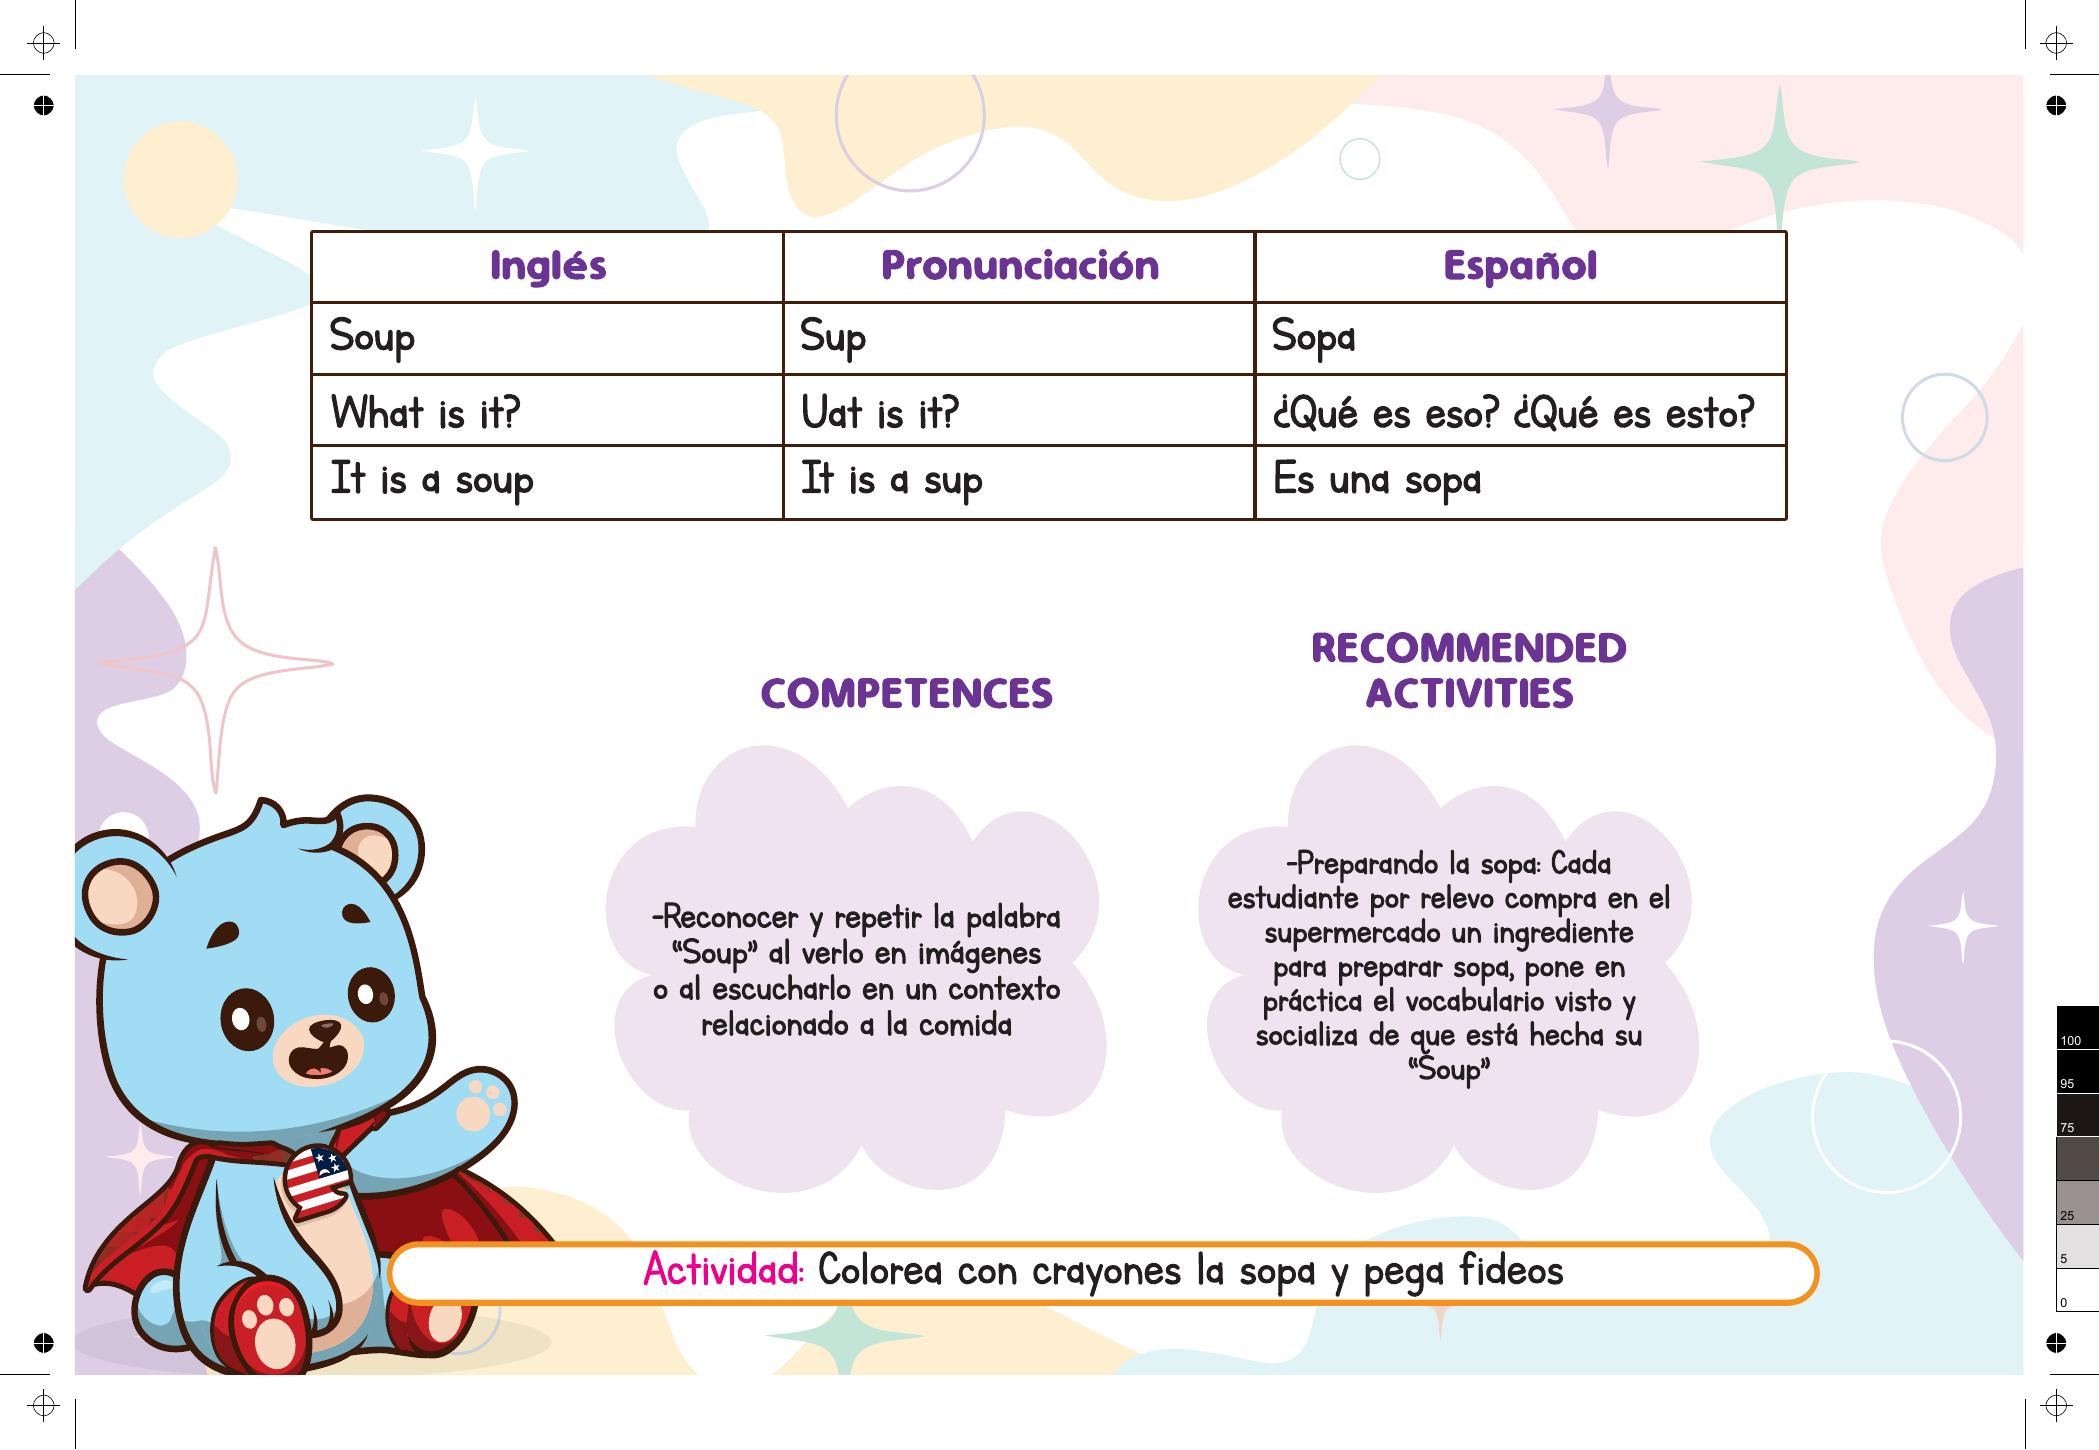 Inglés Pronunciación Español
Soup Sup Sopa
What is it? Uat is it? ¿Qué es eso? ¿Qué es esto?
It is a soup It is a sup Es una sopa
COMPETENCES
-Reconocer y repetir la palabra
“Soup” al verlo en imágenes
o al escucharlo en un contexto
relacionado a la comida
RECOMMENDED
ACTIVITIES
-Preparando la sopa: Cada
estudiante por relevo compra en el
supermercado un ingrediente
para preparar sopa, pone en
práctica el vocabulario visto y
socializa de que está hecha su
“Soup”
Actividad: Colorea con crayones la sopa y pega fideos
100
95
75
25
5
0